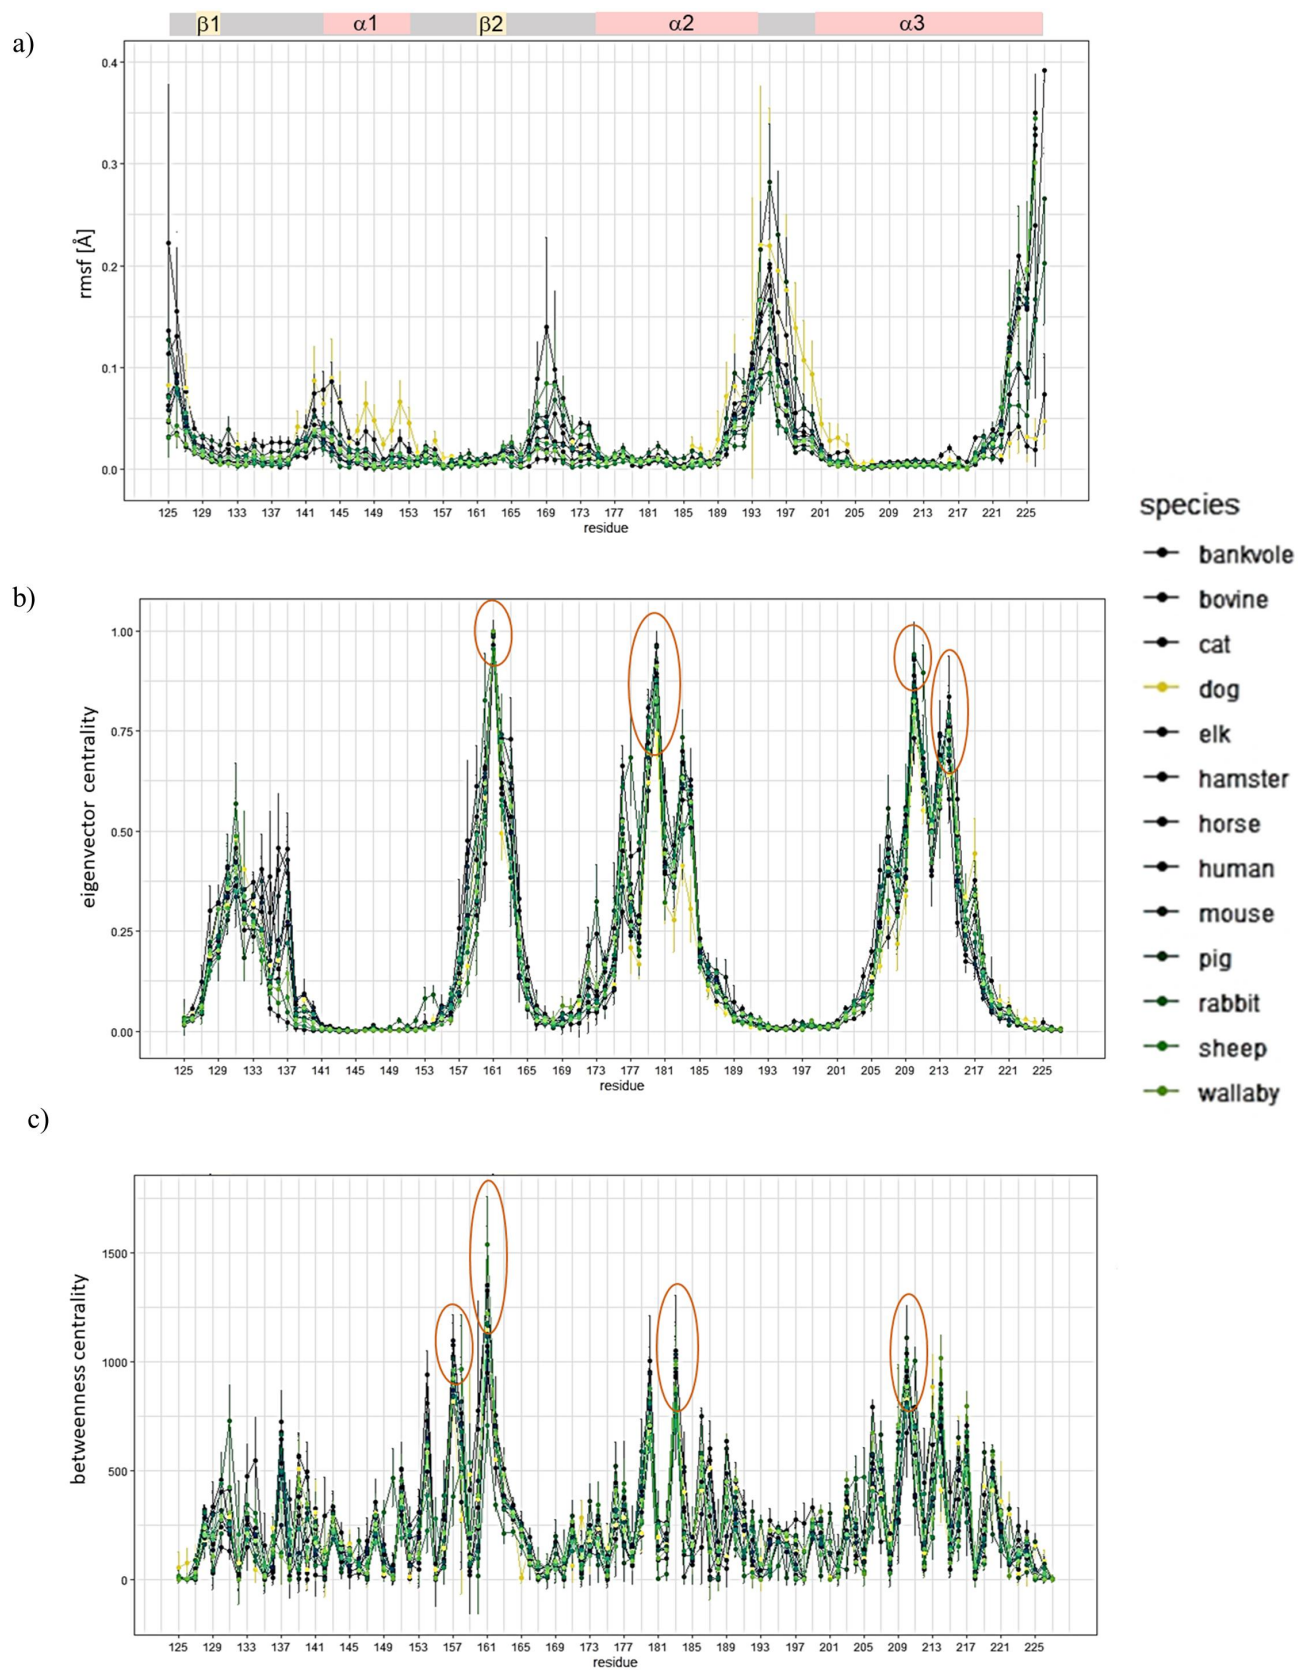 β1 α1 β2 α2 α3
a)
rmsf [Å]
0.4
0.3
0.2
0.1
0.0
125 129 133 137 141 145 149 153 157 161 165 169 173 177 181 185 189 193 197 201 205 209 213 217 221 225
residue
b)
eigenvector centrality
1.00
0.75
0.50
0.25
0.00
125 129 133 137 141 145 149 153 157 161 165 169 173 177 181 185 189 193 197 201 205 209 213 217 221 225
residue
species
bankvole
bovine
cat
dog
elk
hamster
horse
human
mouse
pig
rabbit
sheep
wallaby
c)
betweenness centrality
1500
1000
500
0
125 129 133 137 141 145 149 153 157 161 165 169 173 177 181 185 189 193 197 201 205 209 213 217 221 225
residue